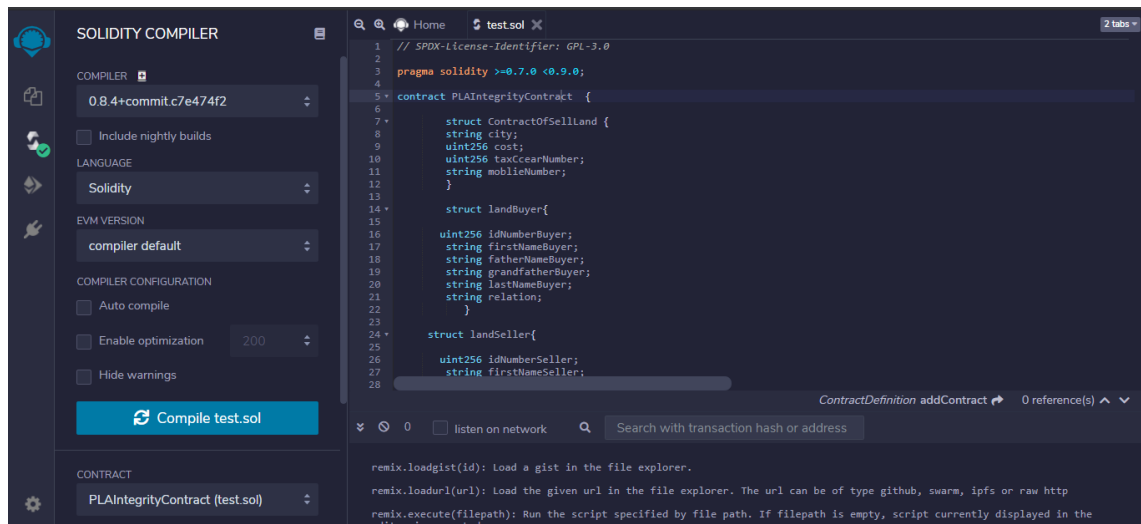 SOLIDITY COMPILER
COMPILER
0.8.4+commit.c7e474f2
Include nightly builds
LANGUAGE
Solidity
EVM VERSION
compiler default
COMPILER CONFIGURATION
Auto compile
Enable optimization 200
Hide warnings
Compile test.sol
CONTRACT
PLAIntegrityContract (test.sol)
Home test.sol 2 tabs
1 // SPDX-License-Identifier: GPL-3.0
2
3 pragma solidity >=0.7.0 <0.9.0;
4
5 contract PLAIntegrityContract {
6
7 struct ContractOfSellLand {
8 string city;
9 uint256 cost;
10 uint256 taxCcearNumber;
11 string moblieNumber;
12 }
13
14 struct landBuyer{
15
16 uint256 idNumberBuyer;
17 string firstNameBuyer;
18 string fatherNameBuyer;
19 string grandfatherBuyer;
20 string lastNameBuyer;
21 string relation;
22 }
23
24 struct landSeller{
25
26 uint256 idNumberSeller;
27 string firstNameSeller;
28
ContractDefinition addContract 0 reference(s)
0 listen on network Search with transaction hash or address
remix.loadgist(id): Load a gist in the file explorer.
remix.loadurl(url): Load the given url in the file explorer. The url can be of type github, swarm, ipfs or raw http
remix.execute(filepath): Run the script specified by file path. If filepath is empty, script currently displayed in the